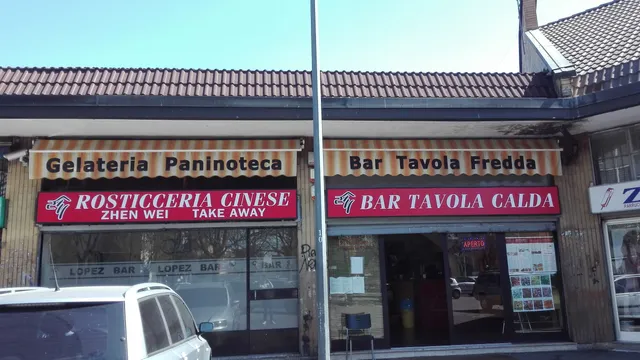 Gelateria Paninoteca
Bar Tavola Fredda
ROSTICCERIA CINESE
ZHEN WEI TAKE AWAY
BAR TAVOLA CALDA
APERTO
LOPEZ BAR LOPEZ BAR